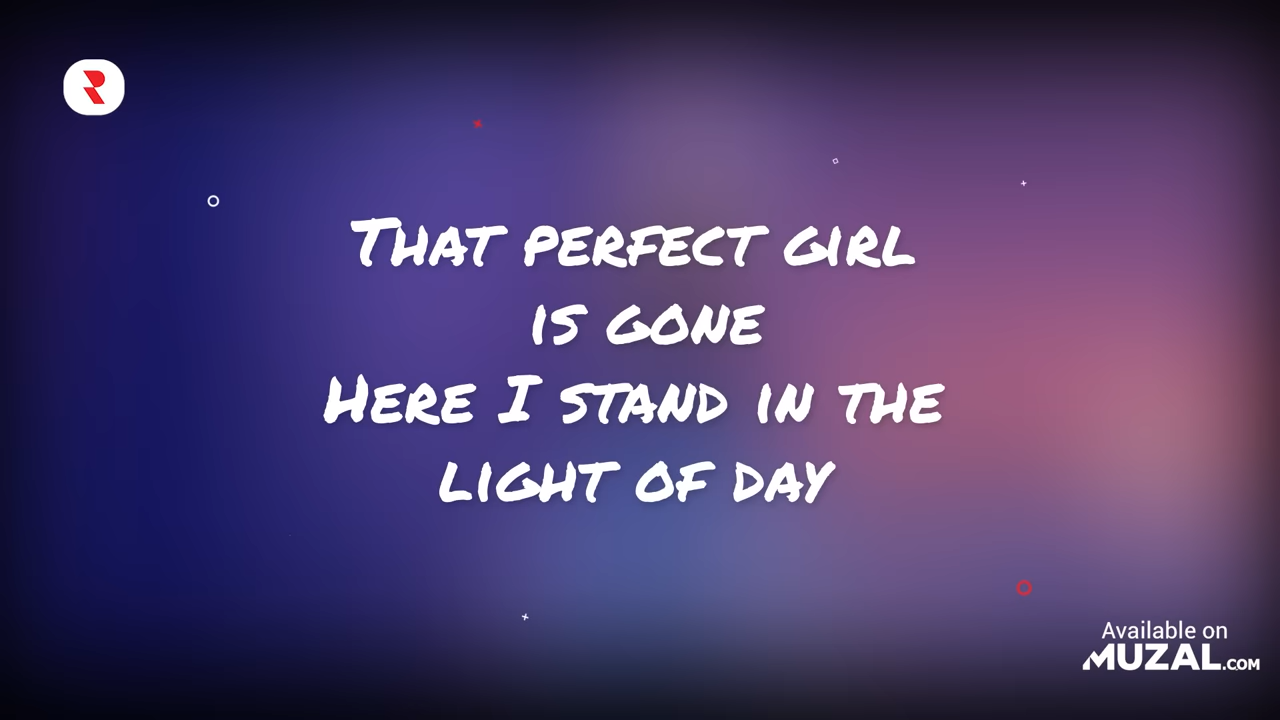 That perfect girl
is gone
Here I stand in the
light of day
Available on
MUZAL.COM